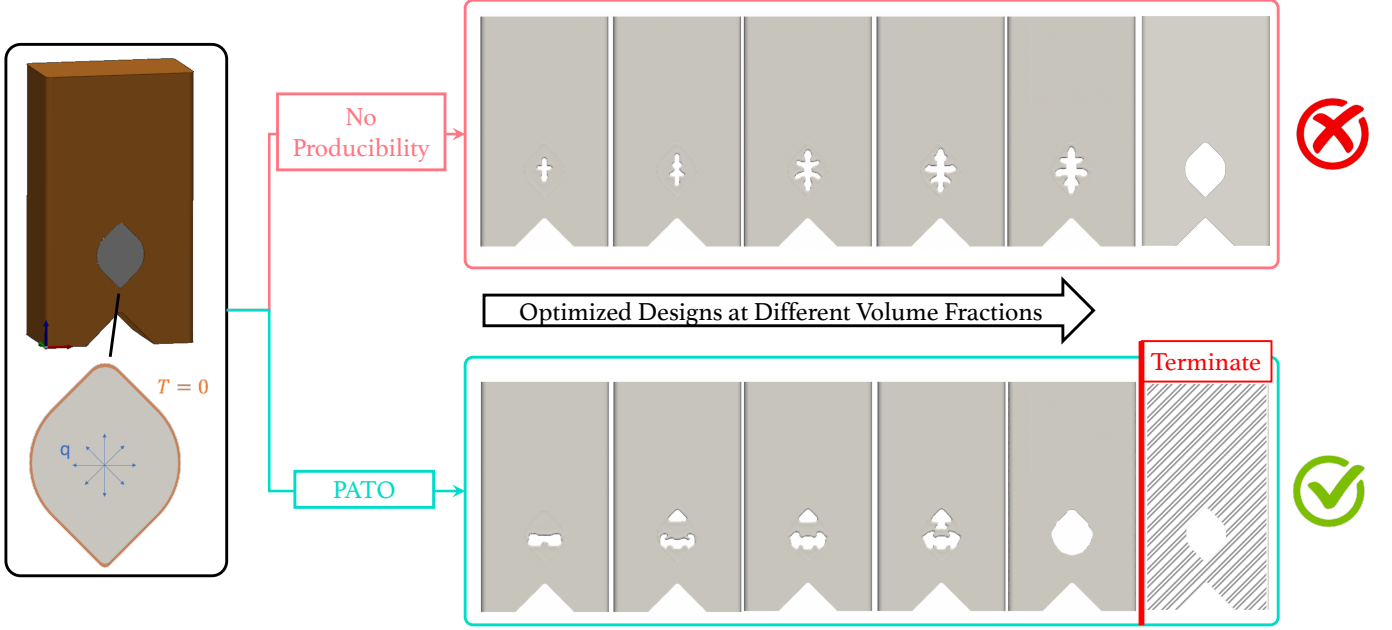 No
Producibility
T = 0
q
Optimized Designs at Different Volume Fractions
Terminate
PATO